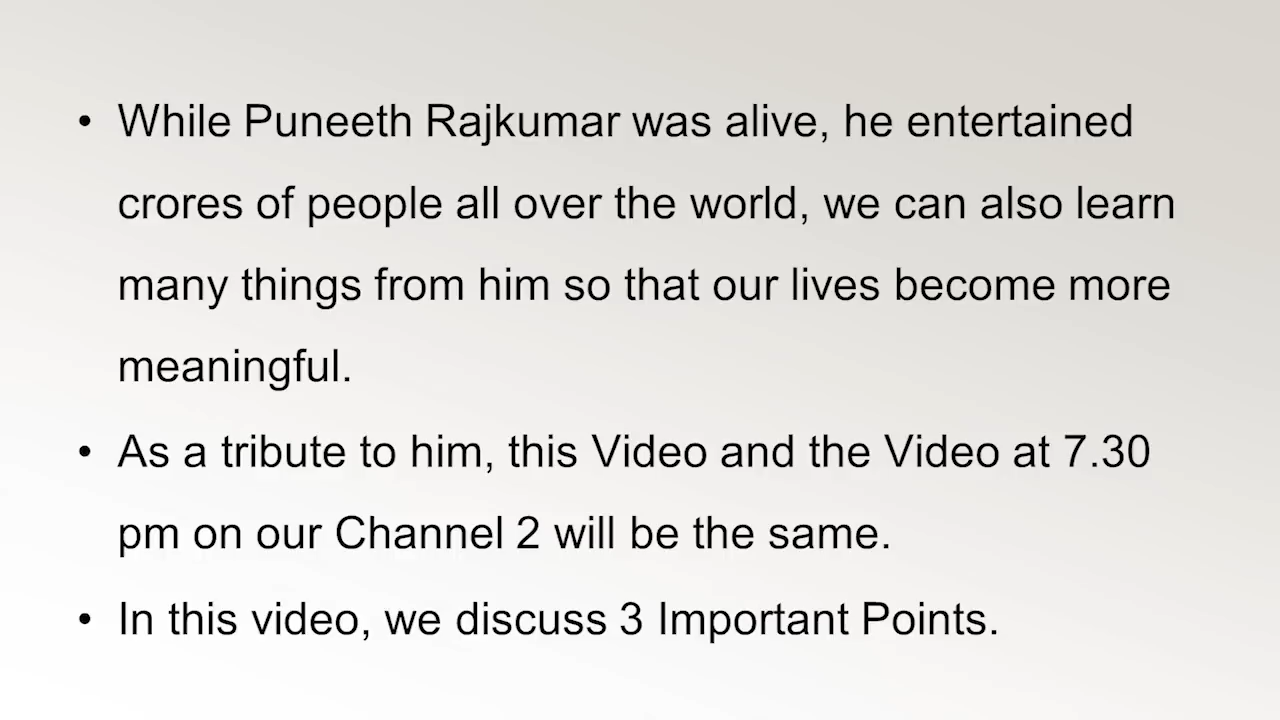 • While Puneeth Rajkumar was alive, he entertained
crores of people all over the world, we can also learn
many things from him so that our lives become more
meaningful.
• As a tribute to him, this Video and the Video at 7.30
pm on our Channel 2 will be the same.
• In this video, we discuss 3 Important Points.